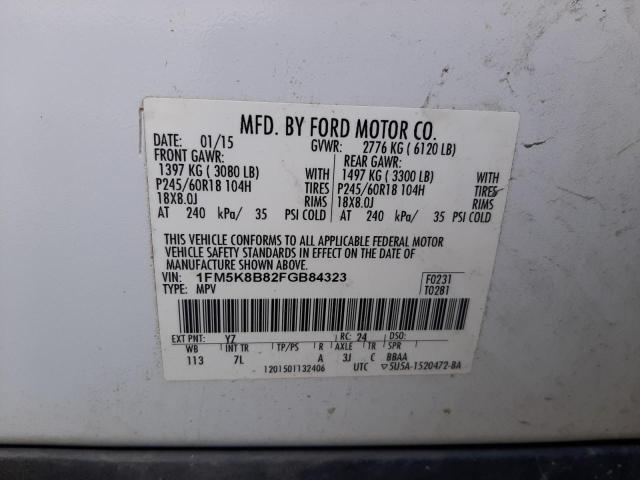 MFD. BY FORD MOTOR CO.
DATE: 01/15 GVWR: 2776 KG ( 6120 LB)
FRONT GAWR: REAR GAWR:
1397 KG ( 3080 LB) WITH 1497 KG ( 3300 LB) WITH
P245/60R18 104H TIRES P245/60R18 104H TIRES
18X8.0J RIMS 18X8.0J RIMS
AT 240 kPa/ 35 PSI COLD AT 240 kPa/ 35 PSI COLD
THIS VEHICLE CONFORMS TO ALL APPLICABLE FEDERAL MOTOR
VEHICLE SAFETY STANDARDS IN EFFECT ON THE DATE OF
MANUFACTURE SHOWN ABOVE.
VIN: 1FM5K8B82FGB84323 F0231
TYPE: MPV T0281
EXT PNT: Y7 RC: 24 DSO:
WB INT TR TP/PS R AXLE TR SPR
113 7L A 3J C BBAA
1201501132406 UTC ▽5U5A-1520472-BA